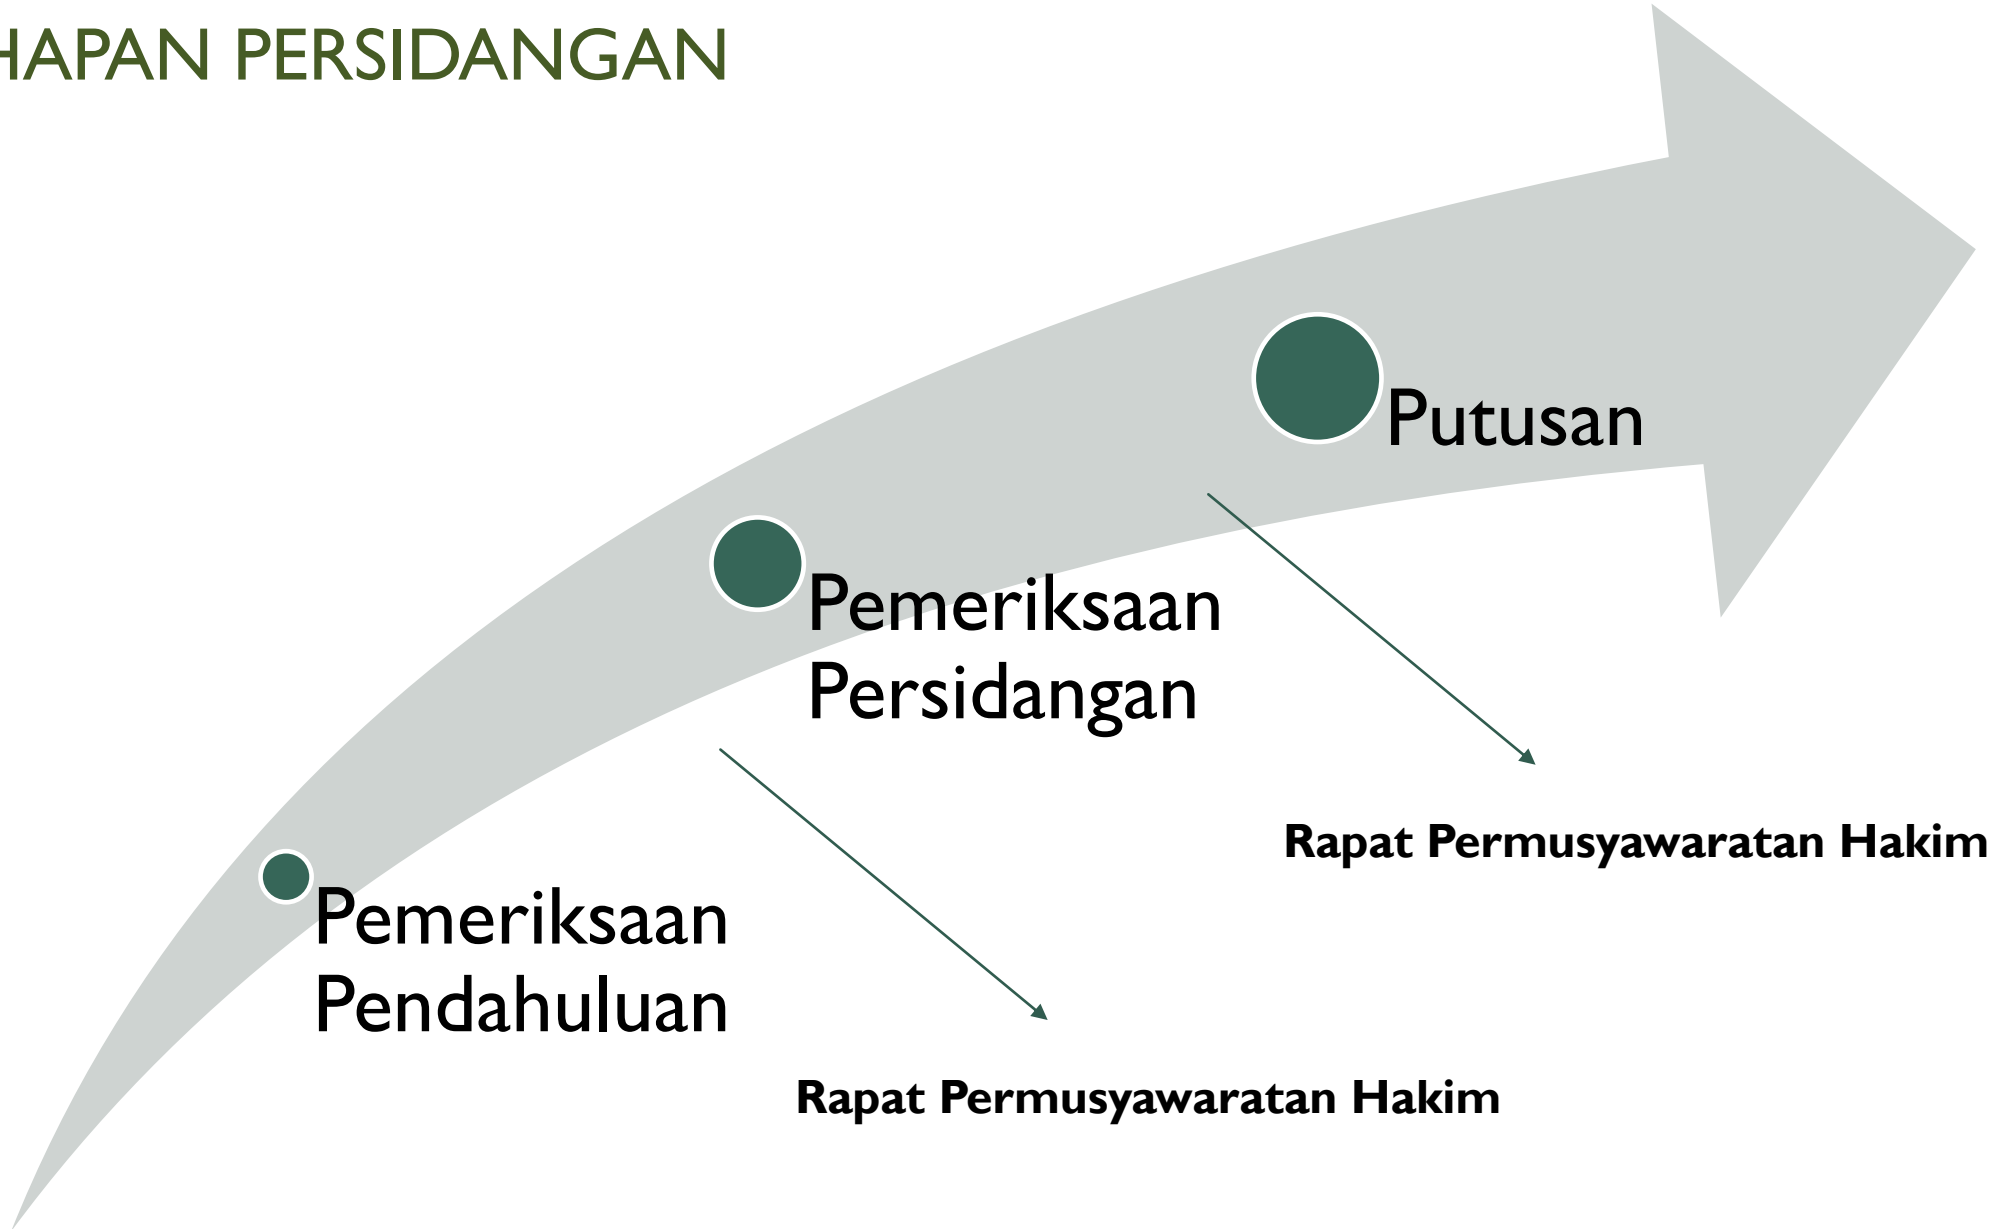 HAPAN PERSIDANGAN
Putusan
Pemeriksaan
Persidangan
Rapat Permusyawaratan Hakim
Pemeriksaan
Pendahuluan
Rapat Permusyawaratan Hakim